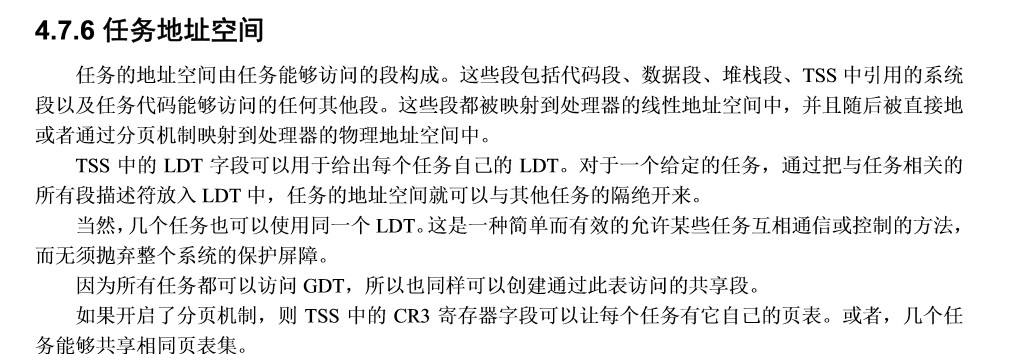 4.7.6 任务地址空间
任务的地址空间由任务能够访问的段构成。这些段包括代码段、数据段、堆栈段、TSS 中引用的系统
段以及任务代码能够访问的任何其他段。这些段都被映射到处理器的线性地址空间中，并且随后被直接地
或者通过分页机制映射到处理器的物理地址空间中。
TSS 中的 LDT 字段可以用于给出每个任务自己的 LDT。对于一个给定的任务，通过把与任务相关的
所有段描述符放入 LDT 中，任务的地址空间就可以与其他任务的隔绝开来。
当然，几个任务也可以使用同一个 LDT。这是一种简单而有效的允许某些任务互相通信或控制的方法，
而无须抛弃整个系统的保护屏障。
因为所有任务都可以访问 GDT，所以也同样可以创建通过此表访问的共享段。
如果开启了分页机制，则 TSS 中的 CR3 寄存器字段可以让每个任务有它自己的页表。或者，几个任
务能够共享相同页表集。